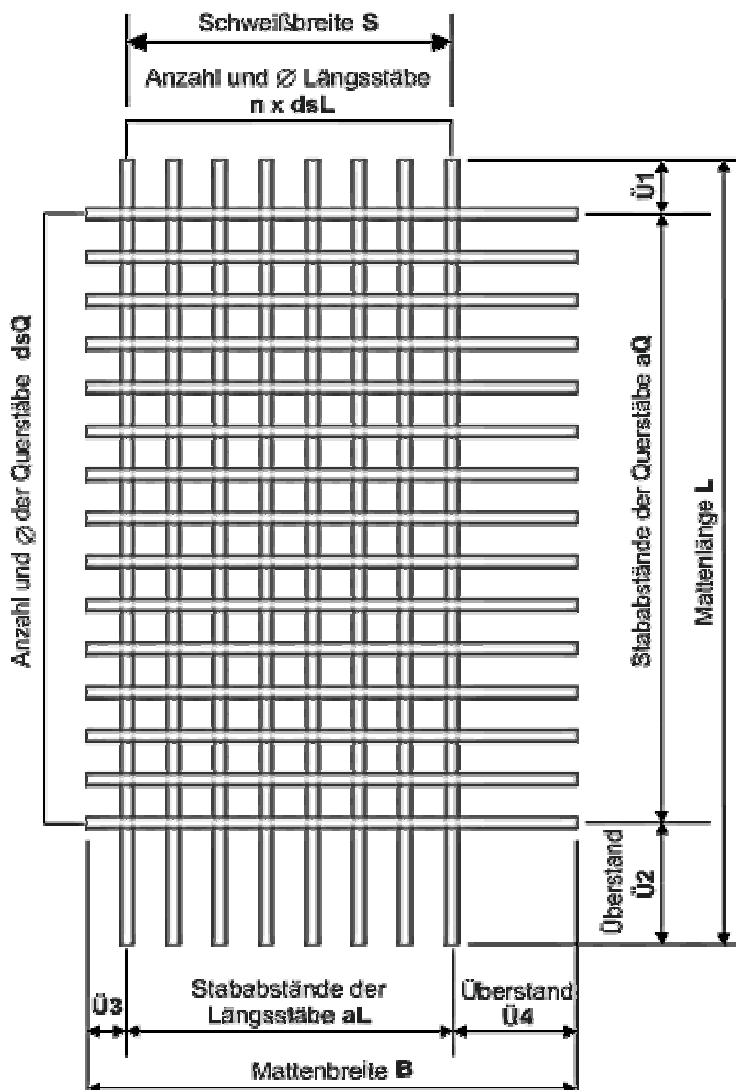 Schweißbreite S
Anzahl und Ø Längsstäbe
n x dsL
Ü1
Anzahl und Ø der Querstäbe dsQ
Stababstände der Querstäbe aQ
Mattenlänge L
Überstand
Ü2
Ü3
Stababstände der
Längsstäbe aL
Überstand
Ü4
Mattenbreite B